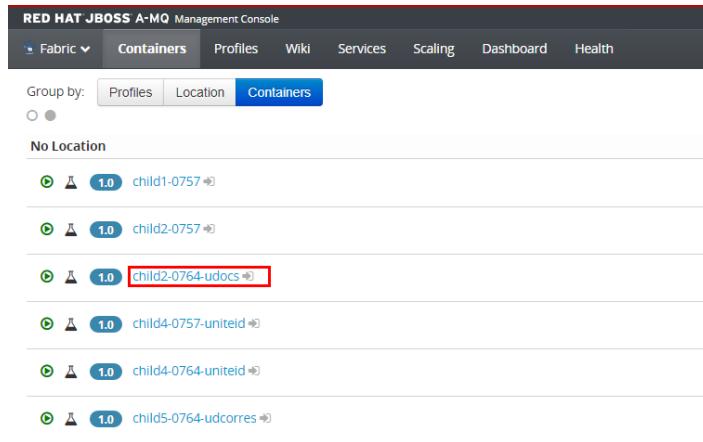 RED HAT JBOSS A-MQ Management Console
Fabric Containers Profiles Wiki Services Scaling Dashboard Health
Group by: Profiles Location Containers
No Location
1.0 child1-0757
1.0 child2-0757
1.0 child2-0764-udocs
1.0 child4-0757-uniteid
1.0 child4-0764-uniteid
1.0 child5-0764-udcorres